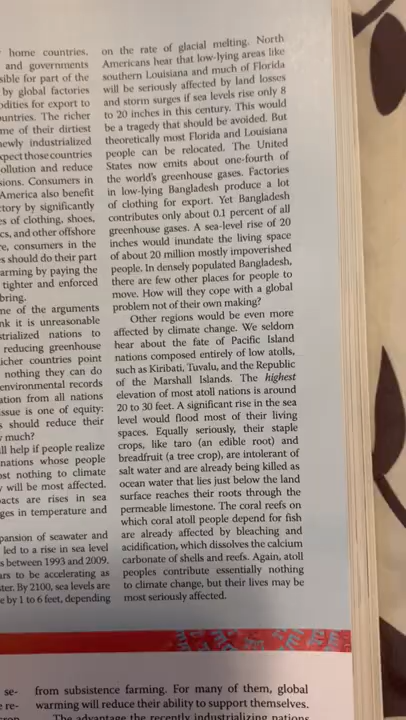 home countries,
and governments
sible for part of the
by global factories
odities for export to
ountries. The richer
me of their dirtiest
newly industrialized
xpect those countries
ollution and reduce
sions. Consumers in
America also benefit
ctory by significantly
es of clothing, shoes,
cs, and other offshore
re, consumers in the
s should do their part
arming by paying the
tighter and enforced
bring.
ne of the arguments
nk it is unreasonable
strialized nations to
reducing greenhouse
icher countries point
nothing they can do
environmental records
ation from all nations
issue is one of equity:
s should reduce their
w much?
ll help if people realize
nations whose people
ost nothing to climate
y will be most affected.
acts are rises in sea
ges in temperature and
pansion of seawater and
led to a rise in sea level
s between 1993 and 2009,
ars to be accelerating as
ter. By 2100, sea levels are
e by 1 to 6 feet, depending
on the rate of glacial melting. North
Americans hear that low-lying areas like
southern Louisiana and much of Florida
will be seriously affected by land losses
and storm surges if sea levels rise only 8
to 20 inches in this century. This would
be a tragedy that should be avoided. But
theoretically most Florida and Louisiana
people can be relocated. The United
States now emits about one-fourth of
the world's greenhouse gases. Factories
in low-lying Bangladesh produce a lot
of clothing for export. Yet Bangladesh
contributes only about 0.1 percent of all
greenhouse gases. A sea-level rise of 20
inches would inundate the living space
of about 20 million mostly impoverished
people. In densely populated Bangladesh,
there are few other places for people to
move. How will they cope with a global
problem not of their own making?
Other regions would be even more
affected by climate change. We seldom
hear about the fate of Pacific Island
nations composed entirely of low atolls,
such as Kiribati, Tuvalu, and the Republic
of the Marshall Islands. The highest
elevation of most atoll nations is around
20 to 30 feet. A significant rise in the sea
level would flood most of their living
spaces. Equally seriously, their staple
crops, like taro (an edible root) and
breadfruit (a tree crop), are intolerant of
salt water and are already being killed as
ocean water that lies just below the land
surface reaches their roots through the
permeable limestone. The coral reefs on
which coral atoll people depend for fish
are already affected by bleaching and
acidification, which dissolves the calcium
carbonate of shells and reefs. Again, atoll
peoples contribute essentially nothing
to climate change, but their lives may be
most seriously affected.
se-
re-
from subsistence farming. For many of them, global
warming will reduce their ability to support themselves.
The advantage the recently industrializing nations